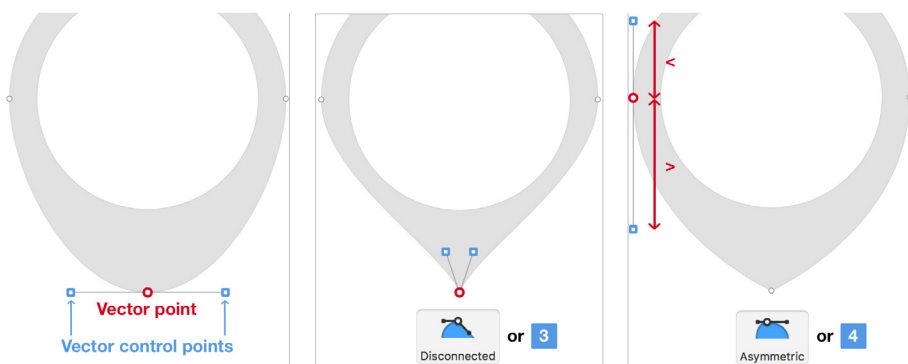 Vector point
Vector control points
Disconnected
or 3
Asymmetric
or 4